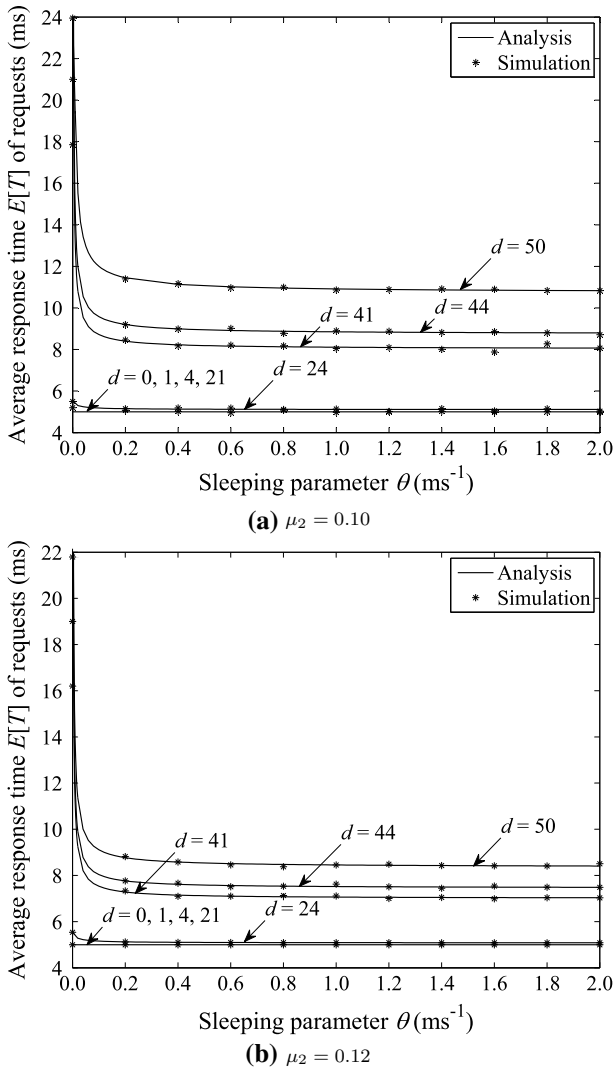 Average response time E[T] of requests (ms)
24
22
20
18
16
14
12
10
8
6
4
Analysis
Simulation
d = 50
d = 41
d = 44
d = 0, 1, 4, 21
d = 24
0.0 0.2 0.4 0.6 0.8 1.0 1.2 1.4 1.6 1.8 2.0
Sleeping parameter θ (ms⁻¹)
(a) μ₂ = 0.10
Average response time E[T] of requests (ms)
22
20
18
16
14
12
10
8
6
4
Analysis
Simulation
d = 41
d = 44
d = 50
d = 0, 1, 4, 21
d = 24
0.0 0.2 0.4 0.6 0.8 1.0 1.2 1.4 1.6 1.8 2.0
Sleeping parameter θ (ms⁻¹)
(b) μ₂ = 0.12